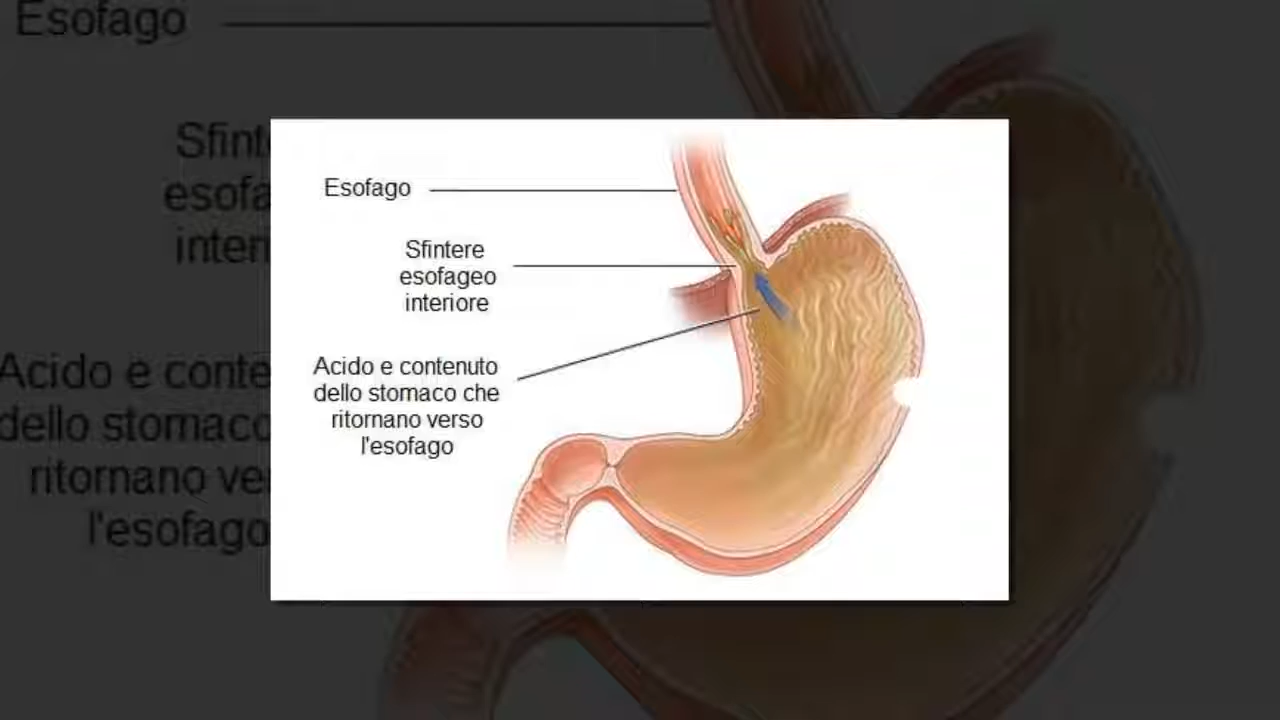 Esofago
Sfintere
esofageo
interiore
Acido e contenuto
dello stomaco che
ritornano verso
l'esofago
Esofago
Acido e
dello stomaco
ritornano
l'esofago